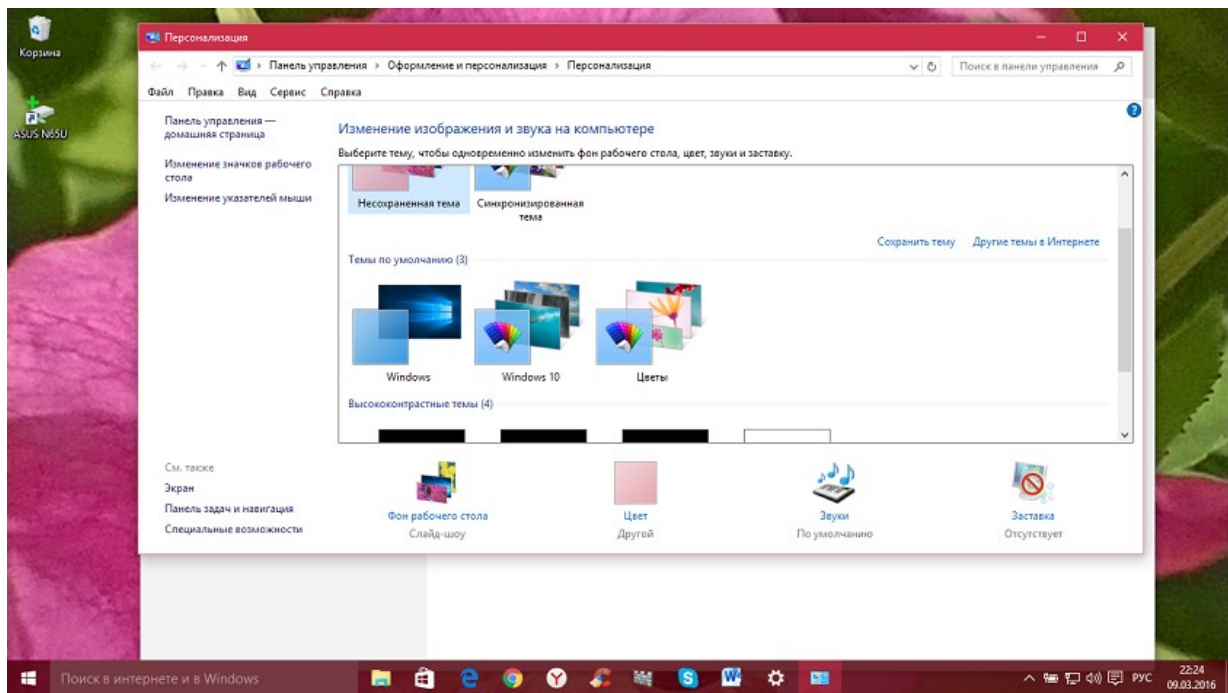 Корзина
ASUS N65U
Персонализация
Панель управления > Оформление и персонализация > Персонализация
Поиск в панели управления
Файл Правка Вид Сервис Справка
Панель управления —
домашняя страница
Изменение значков рабочего
стола
Изменение указателей мыши
Изменение изображения и звука на компьютере
Выберите тему, чтобы одновременно изменить фон рабочего стола, цвет, звуки и заставку.
Несохраненная тема
Синхронизированная
тема
Сохранить тему Другие темы в Интернете
Темы по умолчанию (3)
Windows Windows 10 Цветы
Высококонтрастные темы (4)
См. также
Экран
Панель задач и навигация
Специальные возможности
Фон рабочего стола
Слайд-шоу
Цвет
Другой
Звуки
По умолчанию
Заставка
Отсутствует
Поиск в интернете и в Windows
РУС
22:24
09.03.2016